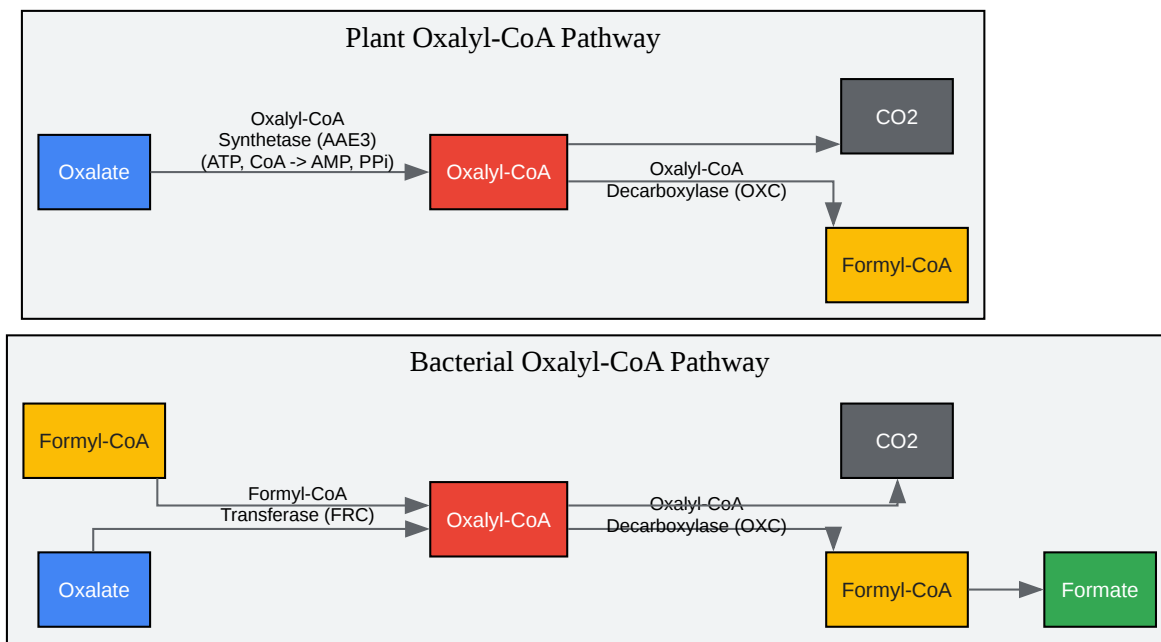 Plant Oxalyl-CoA Pathway
Oxalate
Oxalyl-CoA
Synthetase (AAE3)
(ATP, CoA -> AMP, PPi)
Oxalyl-CoA
Oxalyl-CoA
Decarboxylase (OXC)
CO2
Formyl-CoA
Bacterial Oxalyl-CoA Pathway
Formyl-CoA
Oxalate
Formyl-CoA
Transferase (FRC)
Oxalyl-CoA
Oxalyl-CoA
Decarboxylase (OXC)
CO2
Formyl-CoA
Formate